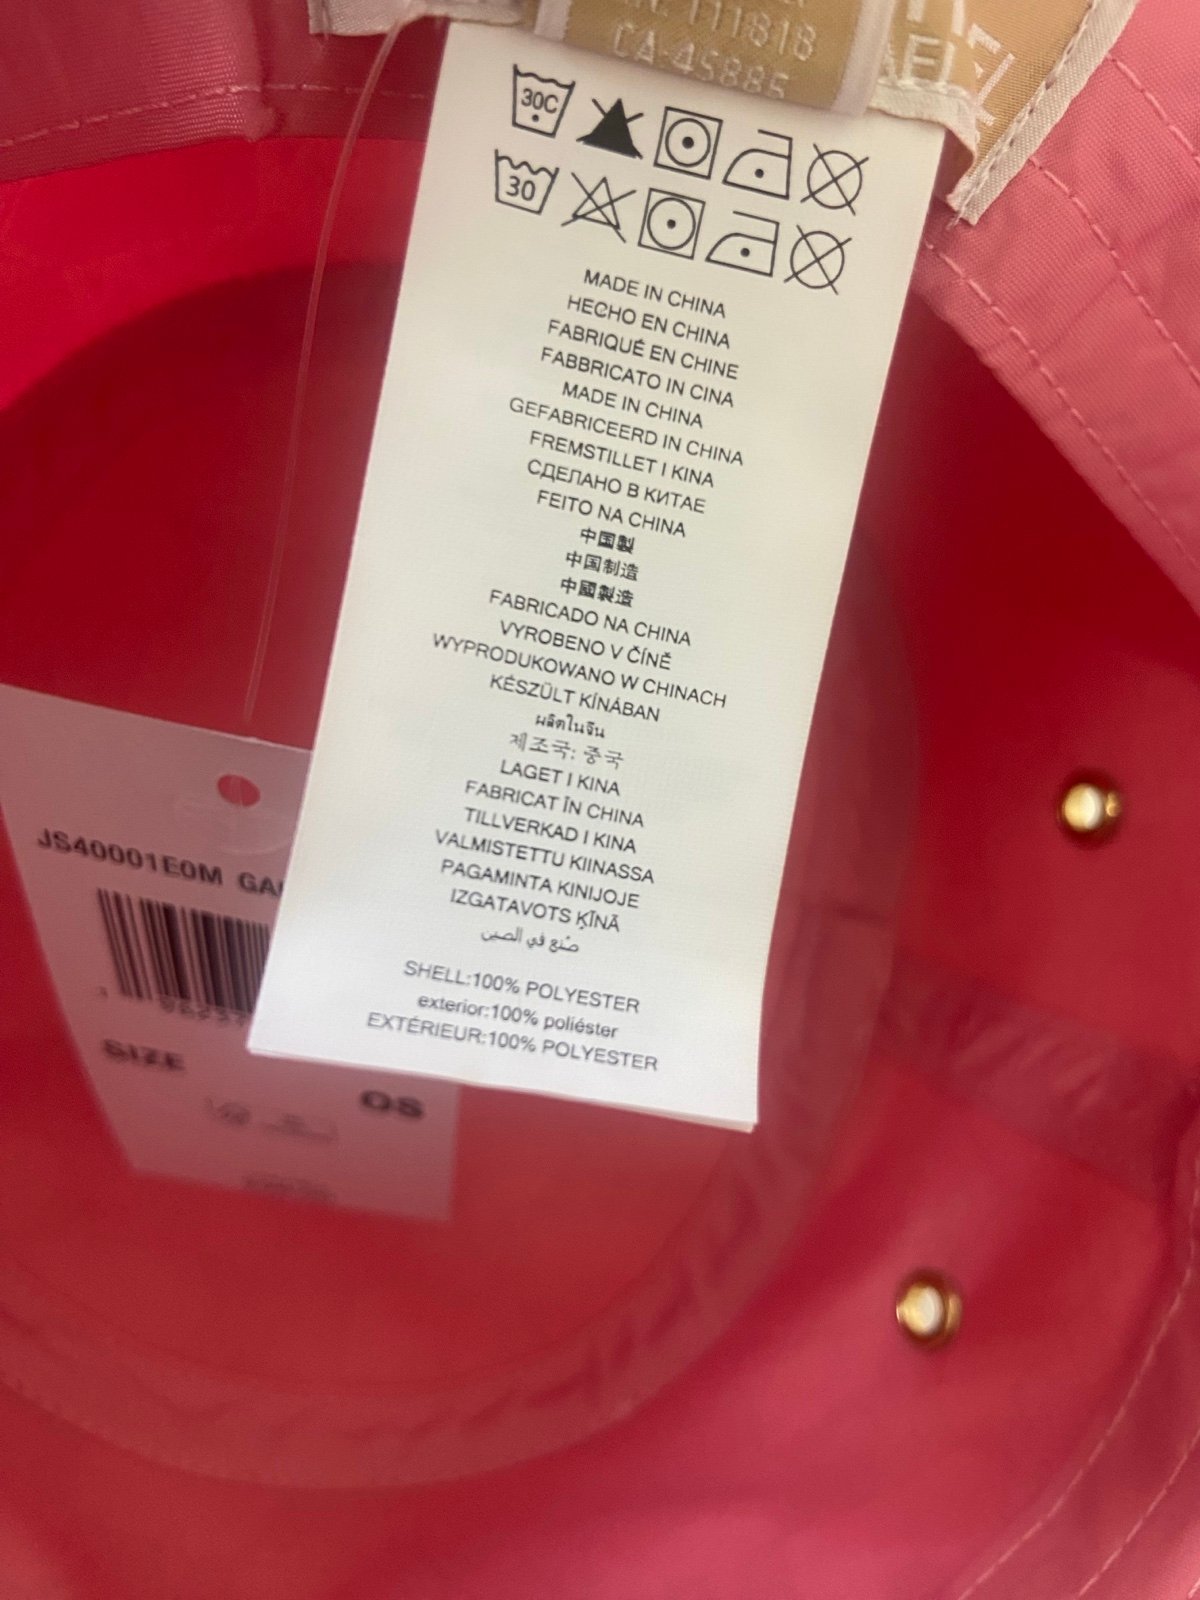 111818
CA-45885
30C
30
MADE IN CHINA
HECHO EN CHINA
FABRIQUÉ EN CHINE
FABBRICATO IN CINA
MADE IN CHINA
GEFABRICEERD IN CHINA
FREMSTILLET I KINA
СДЕЛАНО В КИТАЕ
FEITO NA CHINA
中国製
中国制造
中國製造
FABRICADO NA CHINA
VYROBENO V ČÍNĚ
WYPRODUKOWANO W CHINACH
KÉSZÜLT KÍNÁBAN
ผลิตในจีน
제조국: 중국
LAGET I KINA
FABRICAT ÎN CHINA
TILLVERKAD I KINA
VALMISTETTU KIINASSA
PAGAMINTA KINIJOJE
IZGATAVOTS ĶĪNĀ
صنع في الصين
SHELL:100% POLYESTER
exterior:100% poliéster
EXTÉRIEUR:100% POLYESTER
JS40001E0M
SIZE
OS